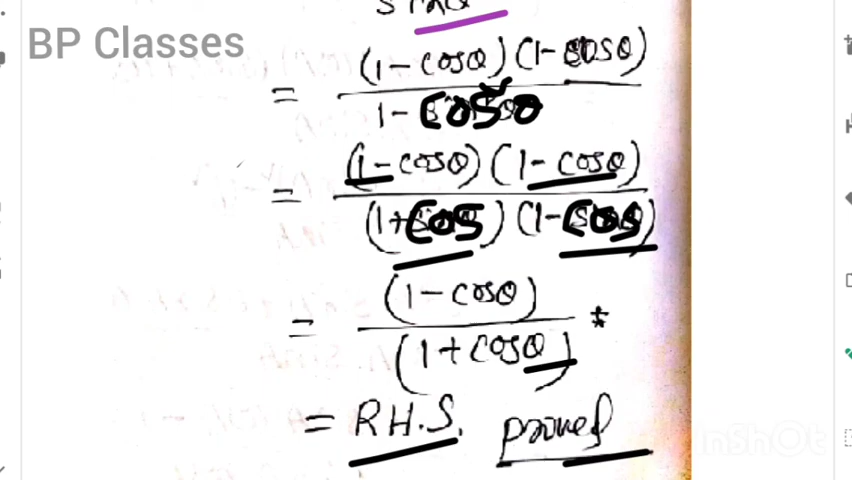 BP Classes
= (1-cosθ)(1-cosθ) / 1-cos²θ
= (1-cosθ)(1-cosθ) / (1+cos)(1-cos)
= (1-cosθ) / (1+cosθ)
= R.H.S. proved
InShOt